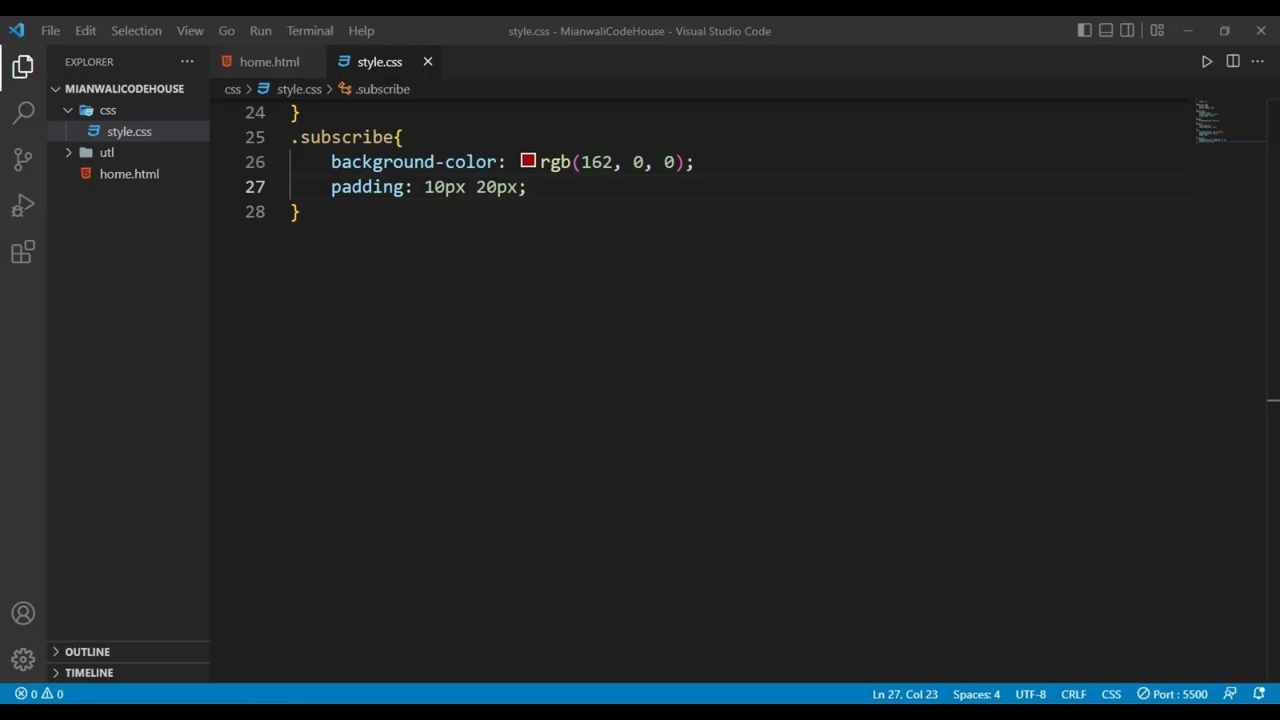 File Edit Selection View Go Run Terminal Help
style.css - MianwaliCodeHouse - Visual Studio Code
EXPLORER
MIANWALICODEHOUSE
css
style.css
utl
home.html
OUTLINE
TIMELINE
home.html style.css
css > style.css > .subscribe
24 }
25 .subscribe{
26 background-color: rgb(162, 0, 0);
27 padding: 10px 20px;
28 }
0 0
Ln 27, Col 23 Spaces: 4 UTF-8 CRLF CSS Port : 5500